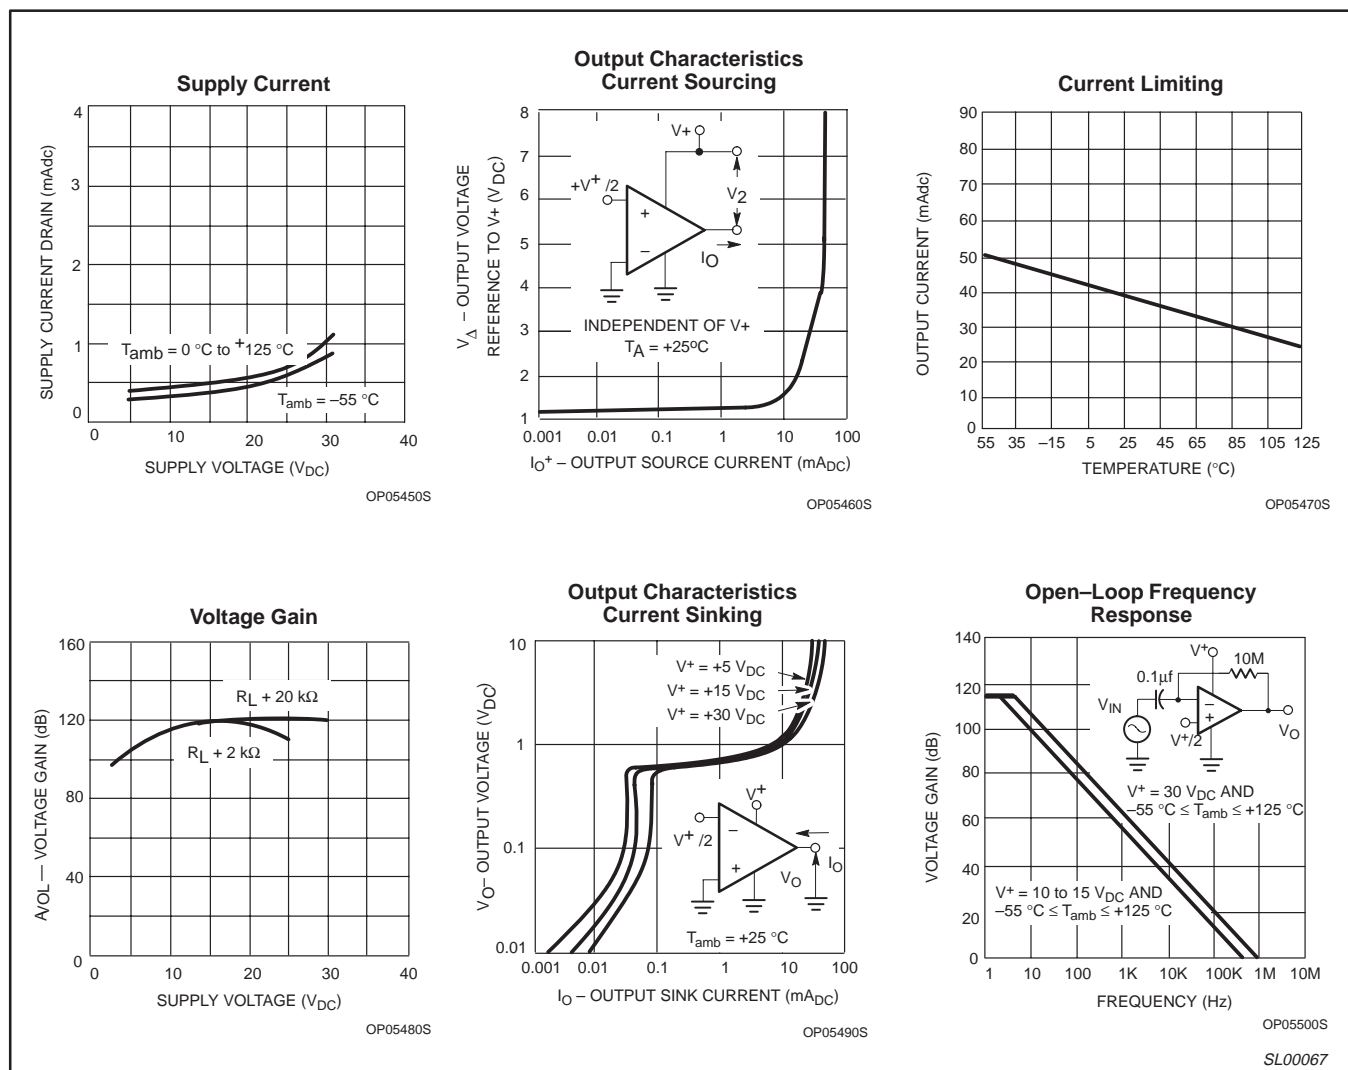 Supply Current
SUPPLY CURRENT DRAIN (mAdc)
4
3
2
1
0
Tamb = 0 °C to +125 °C
Tamb = –55 °C
0 10 20 30 40
SUPPLY VOLTAGE (VDC)
OP05450S
Output Characteristics
Current Sourcing
V∆ – OUTPUT VOLTAGE
REFERENCE TO V+ (VDC)
8
7
6
5
4
3
2
1
V+
+V+ /2
+
–
V2
IO
INDEPENDENT OF V+
TA = +25ºC
0.001 0.01 0.1 1 10 100
IO+ – OUTPUT SOURCE CURRENT (mADC)
OP05460S
Current Limiting
OUTPUT CURRENT (mAdc)
90
80
70
60
50
40
30
20
10
0
55 35 –15 5 25 45 65 85 105 125
TEMPERATURE (°C)
OP05470S
Voltage Gain
AVOL — VOLTAGE GAIN (dB)
160
120
80
40
0
RL + 20 kΩ
RL + 2 kΩ
0 10 20 30 40
SUPPLY VOLTAGE (VDC)
OP05480S
Output Characteristics
Current Sinking
VO– OUTPUT VOLTAGE (VDC)
10
1
0.1
0.01
V+ = +5 VDC
V+ = +15 VDC
V+ = +30 VDC
V+
V+ /2
–
+
VO
IO
Tamb = +25 °C
0.001 0.01 0.1 1 10 100
IO – OUTPUT SINK CURRENT (mADC)
OP05490S
Open–Loop Frequency
Response
VOLTAGE GAIN (dB)
140
120
100
80
60
40
20
0
V+
10M
0.1µf
VIN
–
+
V+/2
VO
V+ = 30 VDC AND
–55 °C ≤ Tamb ≤ +125 °C
V+ = 10 to 15 VDC AND
–55 °C ≤ Tamb ≤ +125 °C
1 10 100 1K 10K 100K 1M 10M
FREQUENCY (Hz)
OP05500S
SL00067